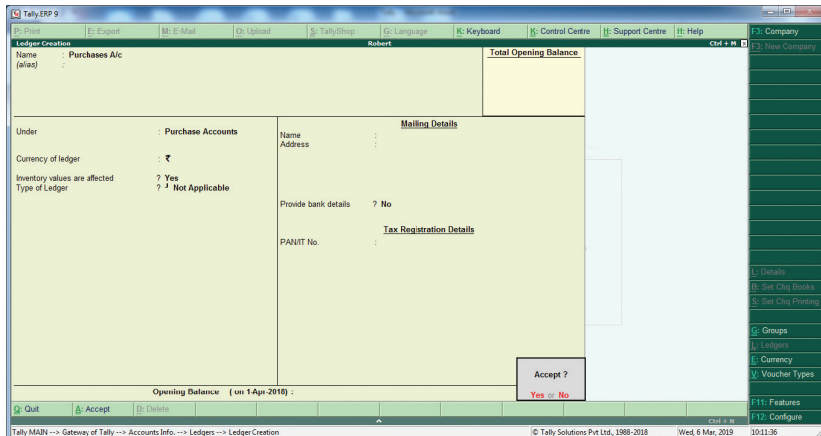 Tally.ERP 9
P: Print E: Export M: E-Mail O: Upload S: TallyShop G: Language K: Keyboard K: Control Centre H: Support Centre H: Help F3: Company
Ledger Creation Robert Ctrl + M F3: New Company
Name : Purchases A/c Total Opening Balance
(alias) :
Under : Purchase Accounts Mailing Details
Name :
Address :
Currency of ledger : ₹
Inventory values are affected ? Yes
Type of Ledger ? Not Applicable
Provide bank details ? No
Tax Registration Details
PAN/IT No. :
L: Details
B: Set Chq Books
S: Set Chq Printing
G: Groups
L: Ledgers
E: Currency
V: Voucher Types
Accept ?
Yes or No
Opening Balance ( on 1-Apr-2018) :
F11: Features
F12: Configure
Q: Quit A: Accept D: Delete
Ctrl + N
Tally MAIN --> Gateway of Tally --> Accounts Info. --> Ledgers --> Ledger Creation © Tally Solutions Pvt Ltd., 1988-2018 Wed, 6 Mar, 2019 10:11:36